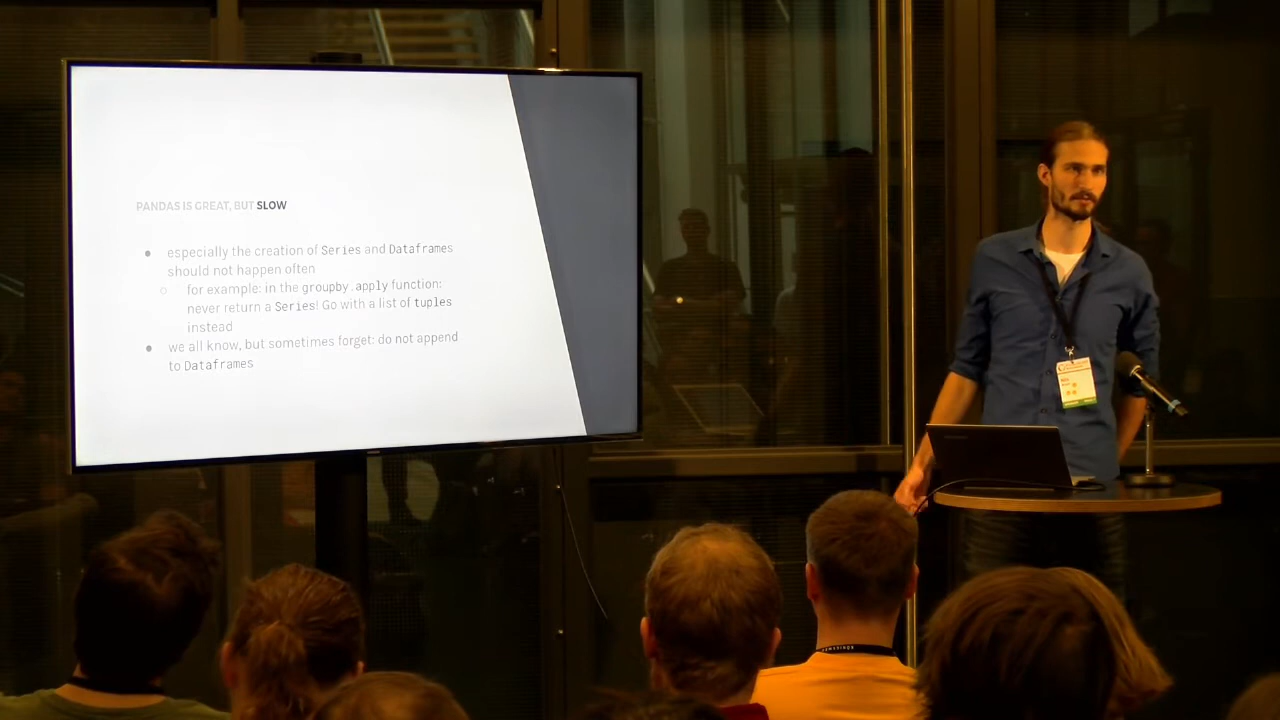 PANDAS IS GREAT, BUT SLOW
● especially the creation of Series and Dataframes
should not happen often
○ for example: in the groupby.apply function:
never return a Series! Go with a list of tuples
instead
● we all know, but sometimes forget: do not append
to Dataframes